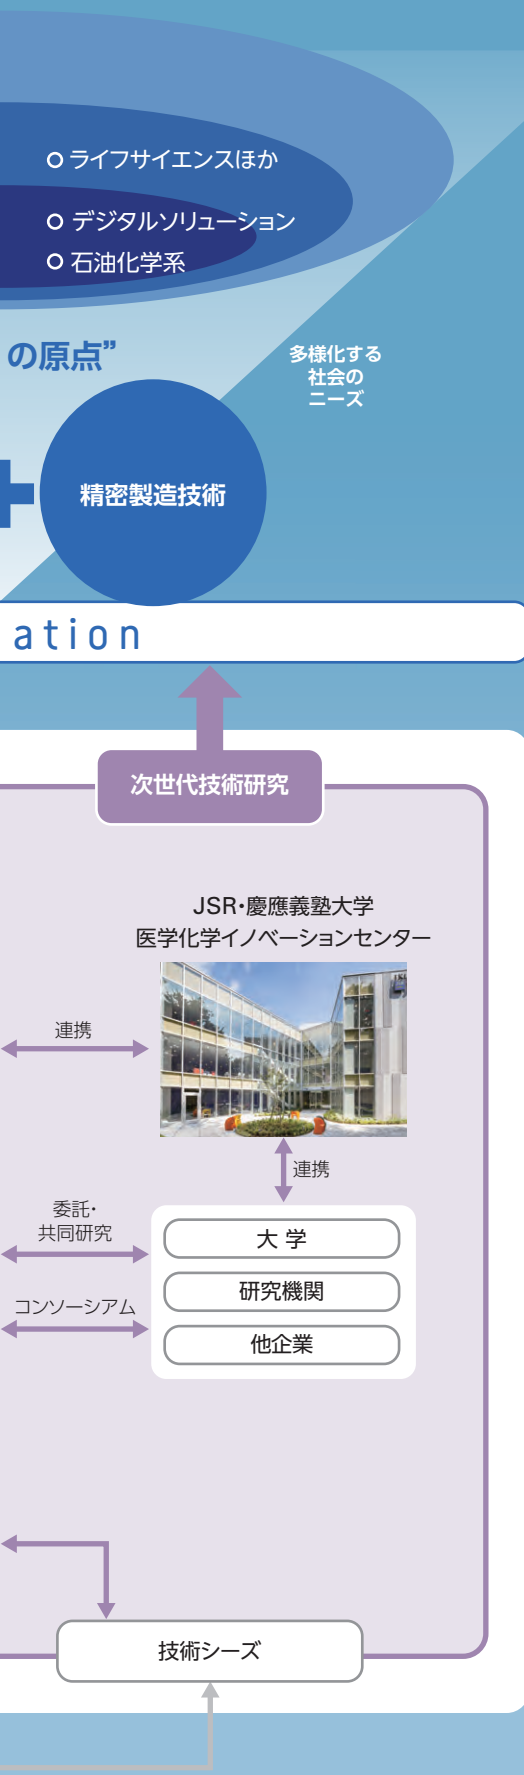 ライフサイエンスほか
デジタルソリューション
石油化学系
の原点”
多様化する
社会の
ニーズ
精密製造技術
ation
次世代技術研究
JSR・慶應義塾大学
医学化学イノベーションセンター
連携
連携
委託・
共同研究
大 学
コンソーシアム
研究機関
他企業
技術シーズ